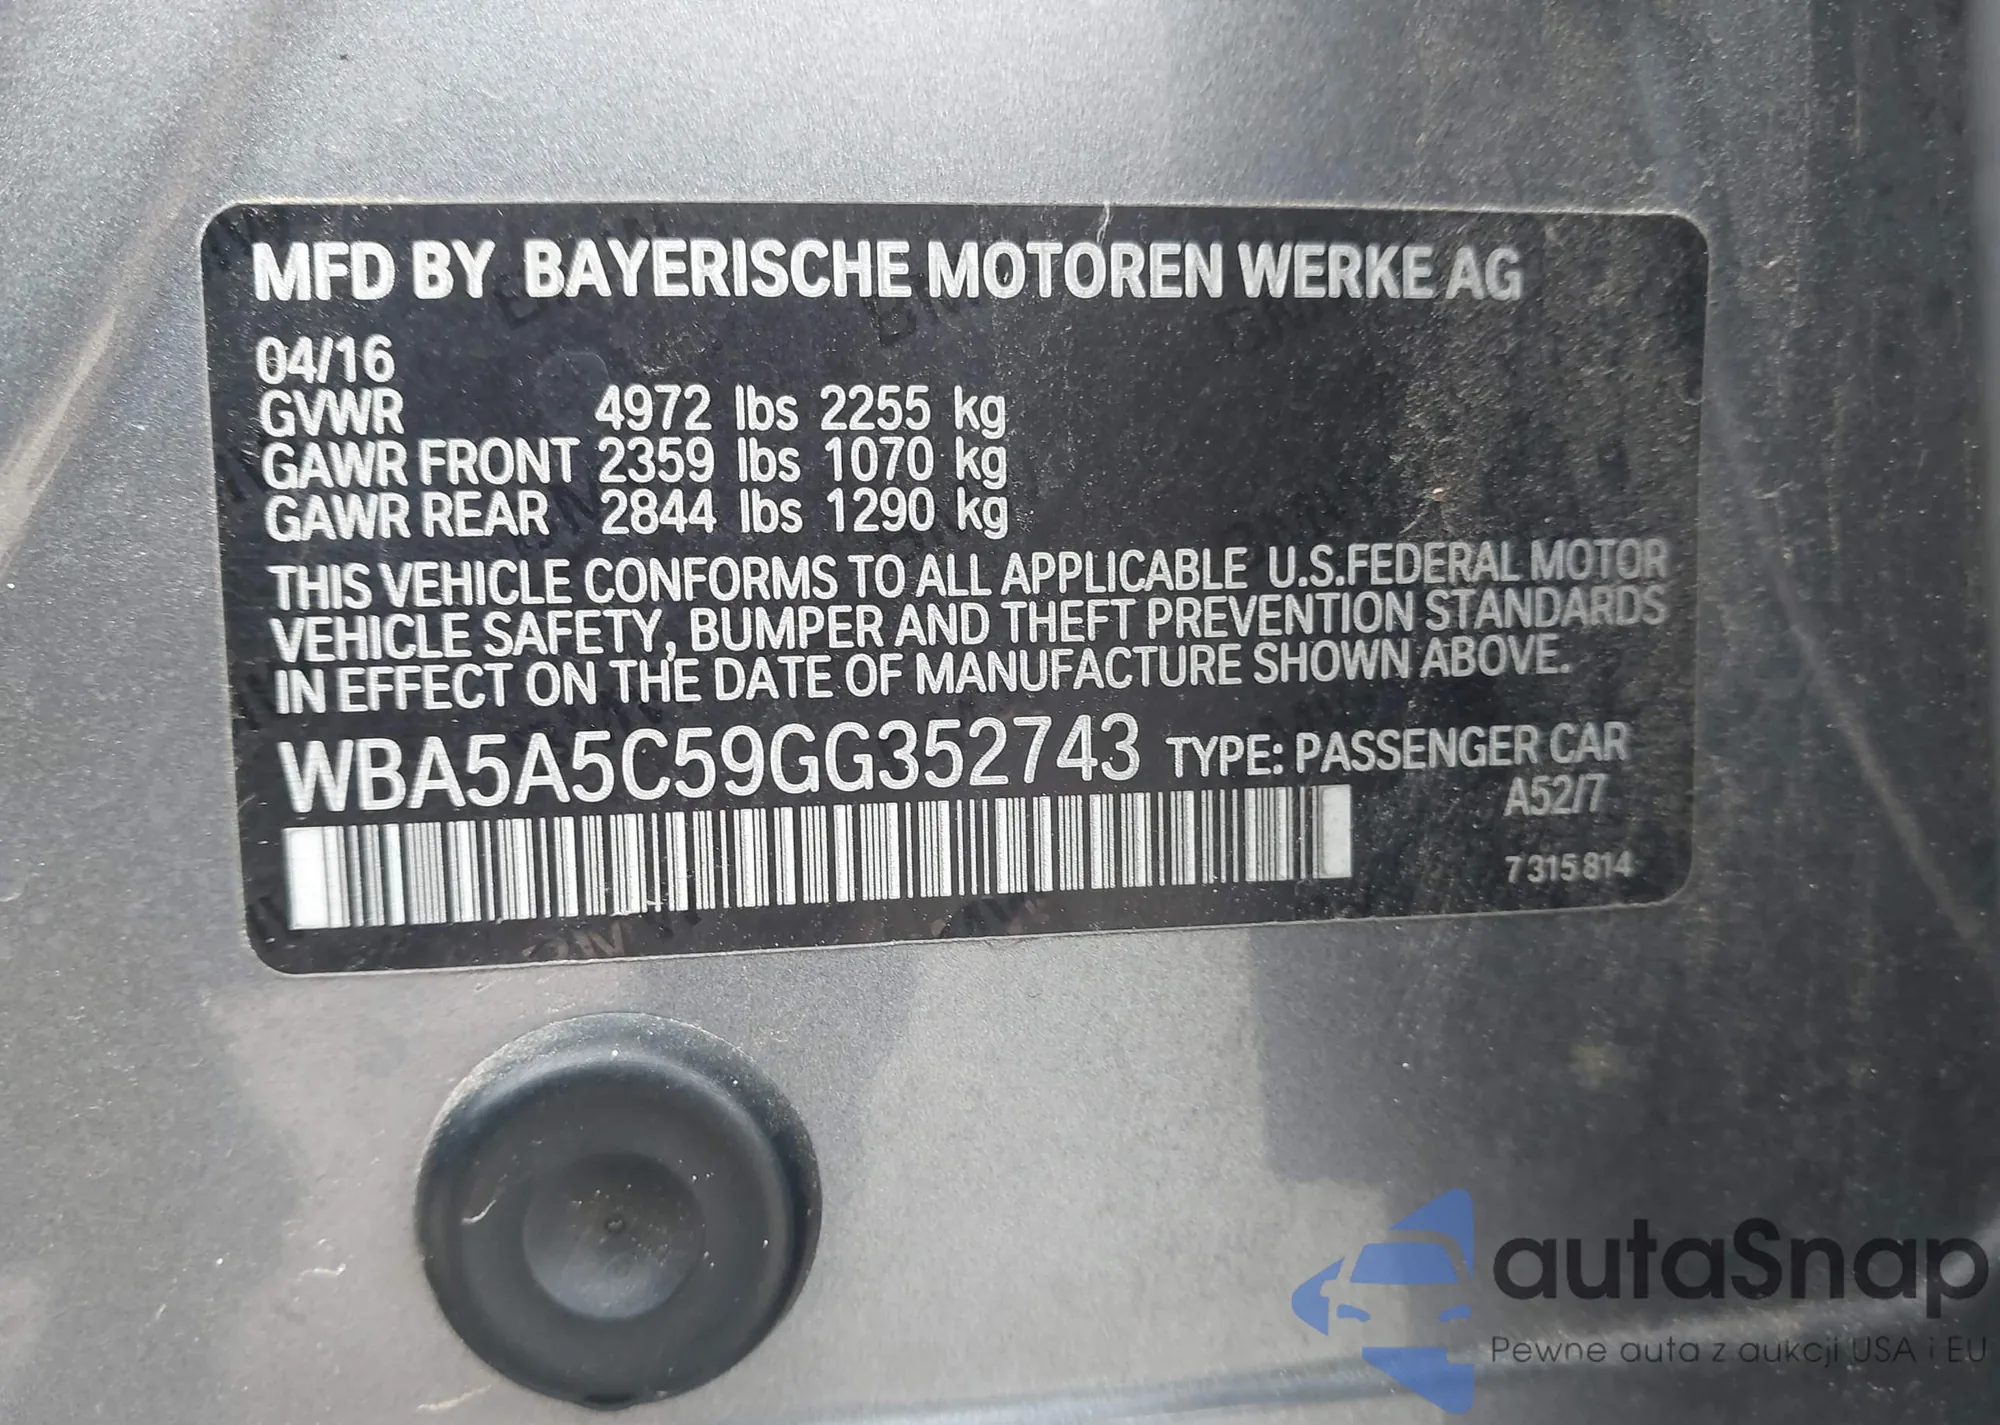 MFD BY BAYERISCHE MOTOREN WERKE AG
04/16
GVWR 4972 lbs 2255 kg
GAWR FRONT 2359 lbs 1070 kg
GAWR REAR 2844 lbs 1290 kg
THIS VEHICLE CONFORMS TO ALL APPLICABLE U.S.FEDERAL MOTOR
VEHICLE SAFETY, BUMPER AND THEFT PREVENTION STANDARDS
IN EFFECT ON THE DATE OF MANUFACTURE SHOWN ABOVE.
WBA5A5C59GG352743 TYPE: PASSENGER CAR
A52/7
7 315 814
autaSnap
Pewne auta z aukcji USA i EU